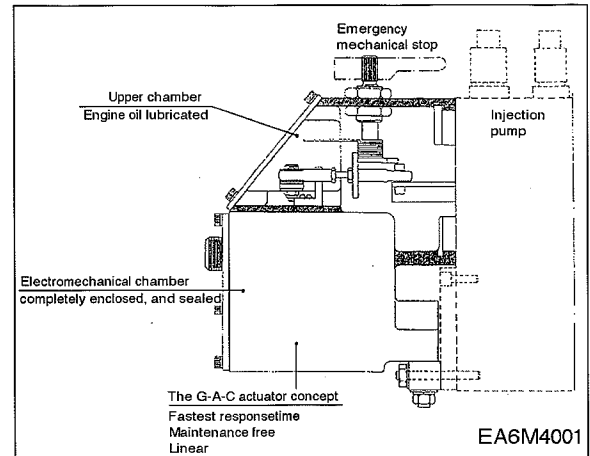 Emergency
mechanical stop
Upper chamber
Engine oil lubricated
Injection
pump
Electromechanical chamber
completely enclosed, and sealed
The G-A-C actuator concept
Fastest responsetime
Maintenance free
Linear
EA6M4001